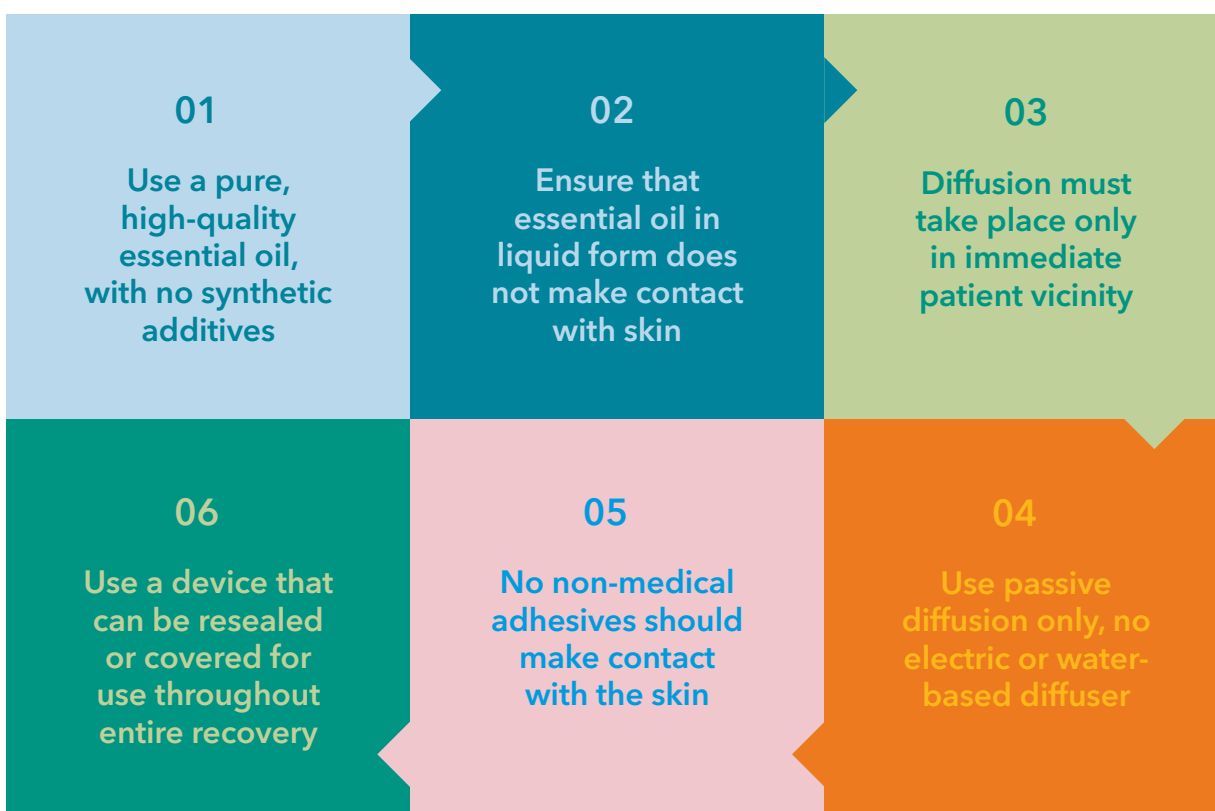 01
Use a pure,
high-quality
essential oil,
with no synthetic
additives
02
Ensure that
essential oil in
liquid form does
not make contact
with skin
03
Diffusion must
take place only
in immediate
patient vicinity
04
Use passive
diffusion only, no
electric or water-
based diffuser
05
No non-medical
adhesives should
make contact
with the skin
06
Use a device that
can be resealed
or covered for
use throughout
entire recovery